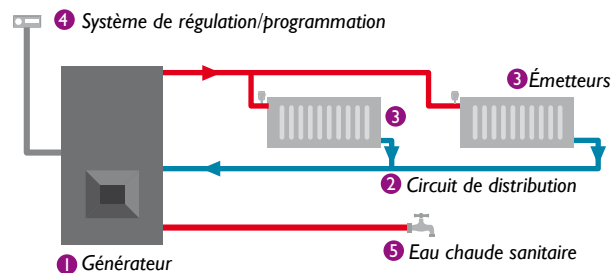 4 Système de régulation/programmation
3 Émetteurs
3
2 Circuit de distribution
5 Eau chaude sanitaire
1 Générateur